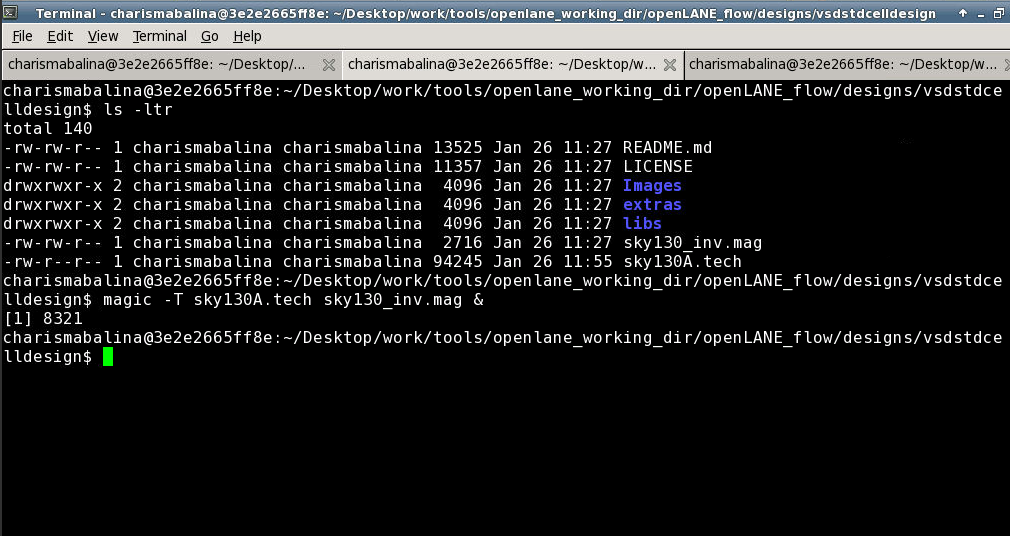 Terminal - charismabalina@3e2e2665ff8e: ~/Desktop/work/tools/openlane_working_dir/openLANE_flow/designs/vsdstdcelldesign
File Edit View Terminal Go Help
charismabalina@3e2e2665ff8e: ~/Desktop/... charismabalina@3e2e2665ff8e: ~/Desktop/w... charismabalina@3e2e2665ff8e: ~/Desktop/wo...
charismabalina@3e2e2665ff8e:~/Desktop/work/tools/openlane_working_dir/openLANE_flow/designs/vsdstdce
lldesign$ ls -ltr
total 140
-rw-rw-r-- 1 charismabalina charismabalina 13525 Jan 26 11:27 README.md
-rw-rw-r-- 1 charismabalina charismabalina 11357 Jan 26 11:27 LICENSE
drwxrwxr-x 2 charismabalina charismabalina  4096 Jan 26 11:27 Images
drwxrwxr-x 2 charismabalina charismabalina  4096 Jan 26 11:27 extras
drwxrwxr-x 2 charismabalina charismabalina  4096 Jan 26 11:27 libs
-rw-rw-r-- 1 charismabalina charismabalina  2716 Jan 26 11:27 sky130_inv.mag
-rw-r--r-- 1 charismabalina charismabalina 94245 Jan 26 11:55 sky130A.tech
charismabalina@3e2e2665ff8e:~/Desktop/work/tools/openlane_working_dir/openLANE_flow/designs/vsdstdce
lldesign$ magic -T sky130A.tech sky130_inv.mag &
[1] 8321
charismabalina@3e2e2665ff8e:~/Desktop/work/tools/openlane_working_dir/openLANE_flow/designs/vsdstdce
lldesign$